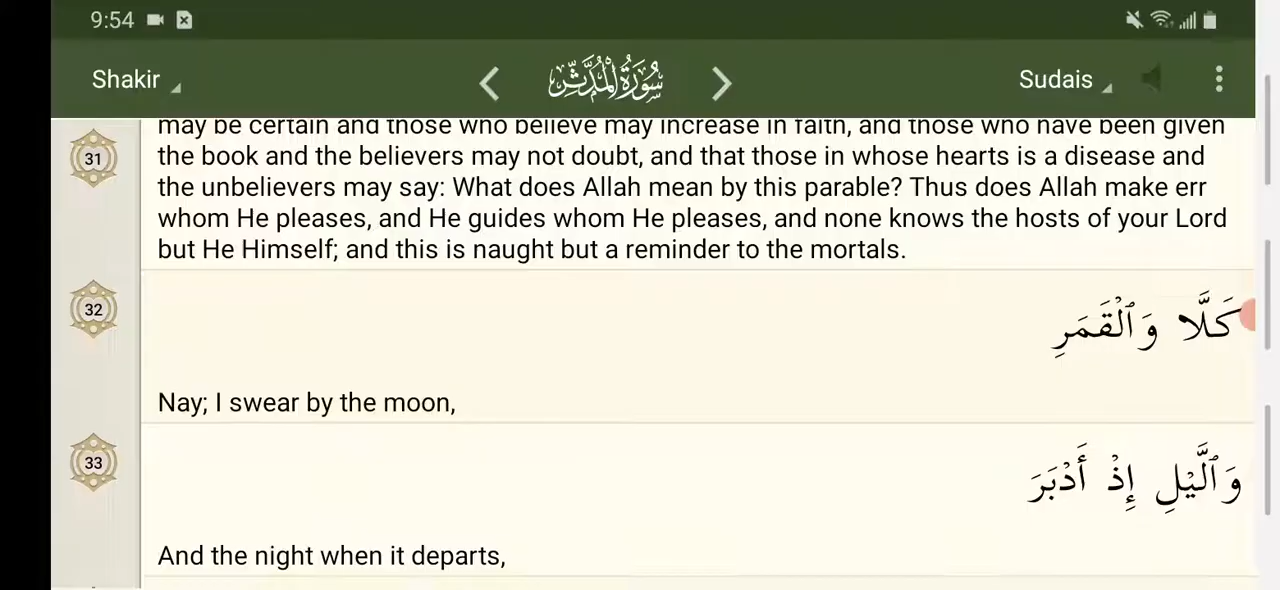 9:54
Shakir
سُورَةُ الْمُدَّثِّر
Sudais
may be certain and those who believe may increase in faith, and those who have been given
31
the book and the believers may not doubt, and that those in whose hearts is a disease and
the unbelievers may say: What does Allah mean by this parable? Thus does Allah make err
whom He pleases, and He guides whom He pleases, and none knows the hosts of your Lord
but He Himself; and this is naught but a reminder to the mortals.
32
كَلَّا وَٱلْقَمَرِ
Nay; I swear by the moon,
33
وَٱلَّيْلِ إِذْ أَدْبَرَ
And the night when it departs,